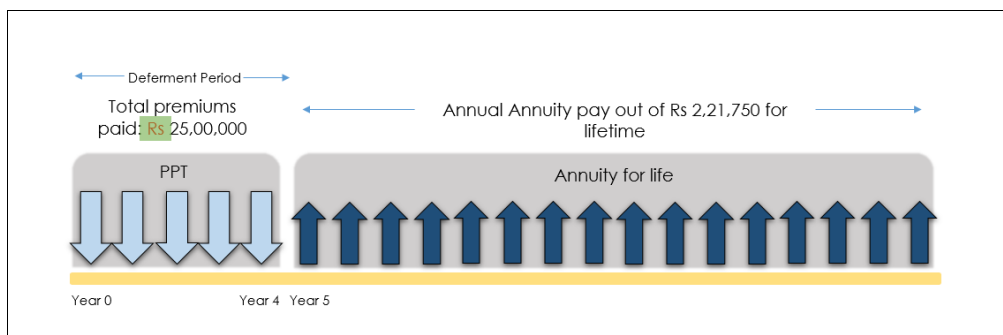 Deferment Period
Total premiums
paid: Rs 25,00,000
Annual Annuity pay out of Rs 2,21,750 for
lifetime
PPT
Annuity for life
Year 0
Year 4
Year 5